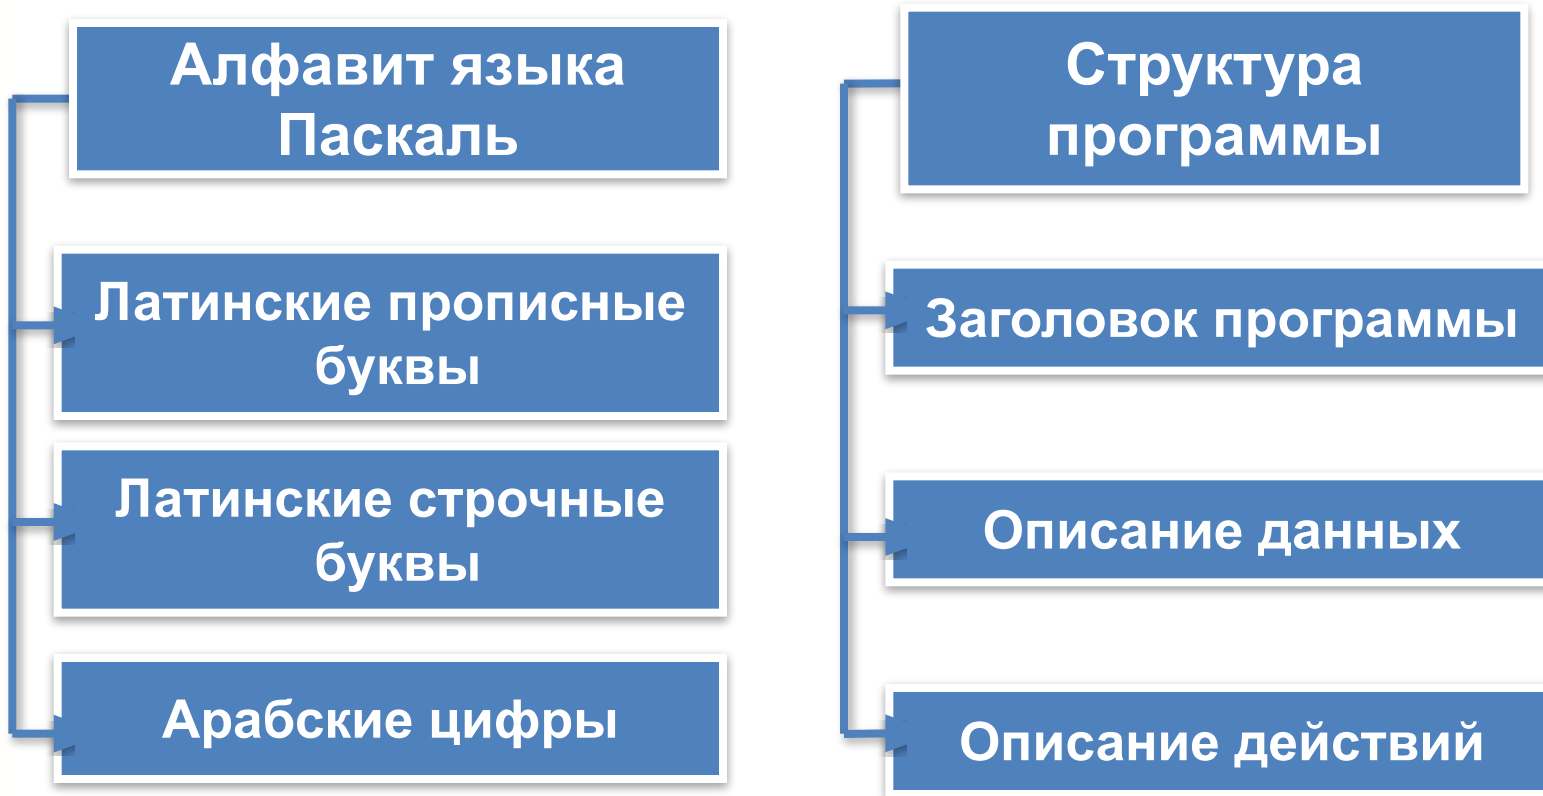 Алфавит языка
Паскаль
Латинские прописные
буквы
Латинские строчные
буквы
Арабские цифры
Структура
программы
Заголовок программы
Описание данных
Описание действий